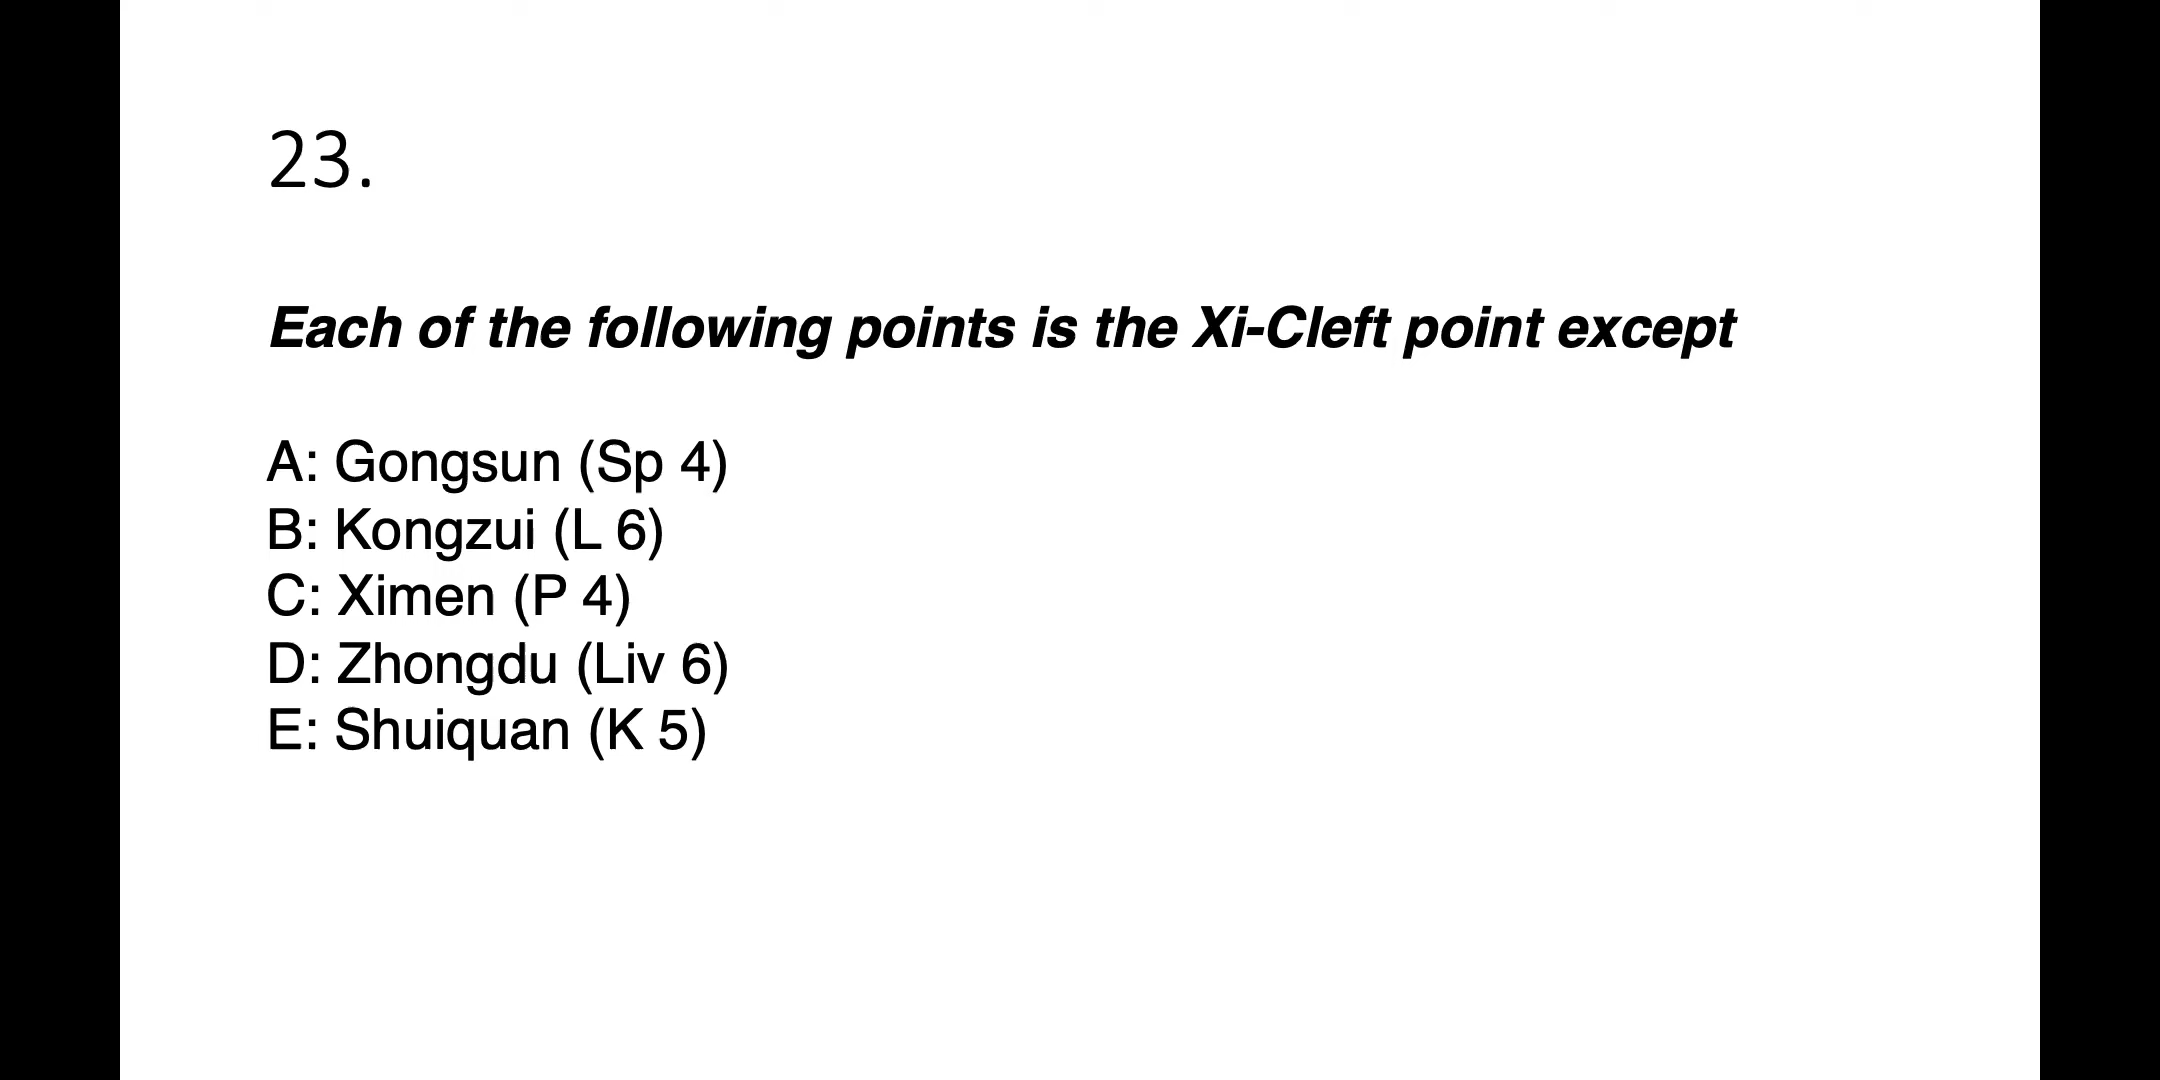 23.
Each of the following points is the Xi-Cleft point except
A: Gongsun (Sp 4)
B: Kongzui (L 6)
C: Ximen (P 4)
D: Zhongdu (Liv 6)
E: Shuiquan (K 5)